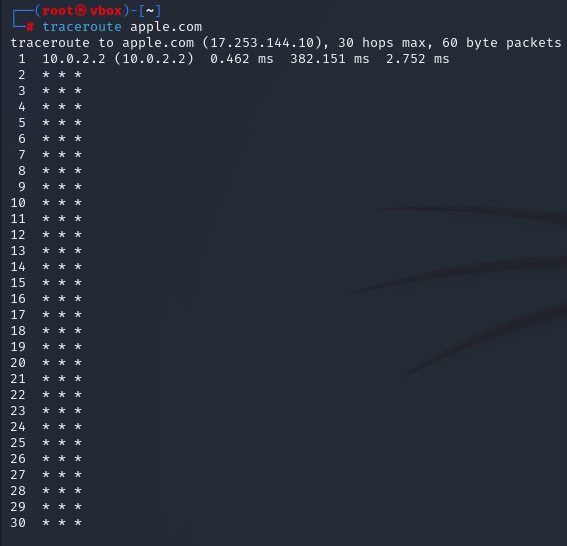 ┌──(root㉿vbox)-[~]
└─# traceroute apple.com
traceroute to apple.com (17.253.144.10), 30 hops max, 60 byte packets
 1  10.0.2.2 (10.0.2.2)  0.462 ms  382.151 ms  2.752 ms
 2  * * *
 3  * * *
 4  * * *
 5  * * *
 6  * * *
 7  * * *
 8  * * *
 9  * * *
10  * * *
11  * * *
12  * * *
13  * * *
14  * * *
15  * * *
16  * * *
17  * * *
18  * * *
19  * * *
20  * * *
21  * * *
22  * * *
23  * * *
24  * * *
25  * * *
26  * * *
27  * * *
28  * * *
29  * * *
30  * * *